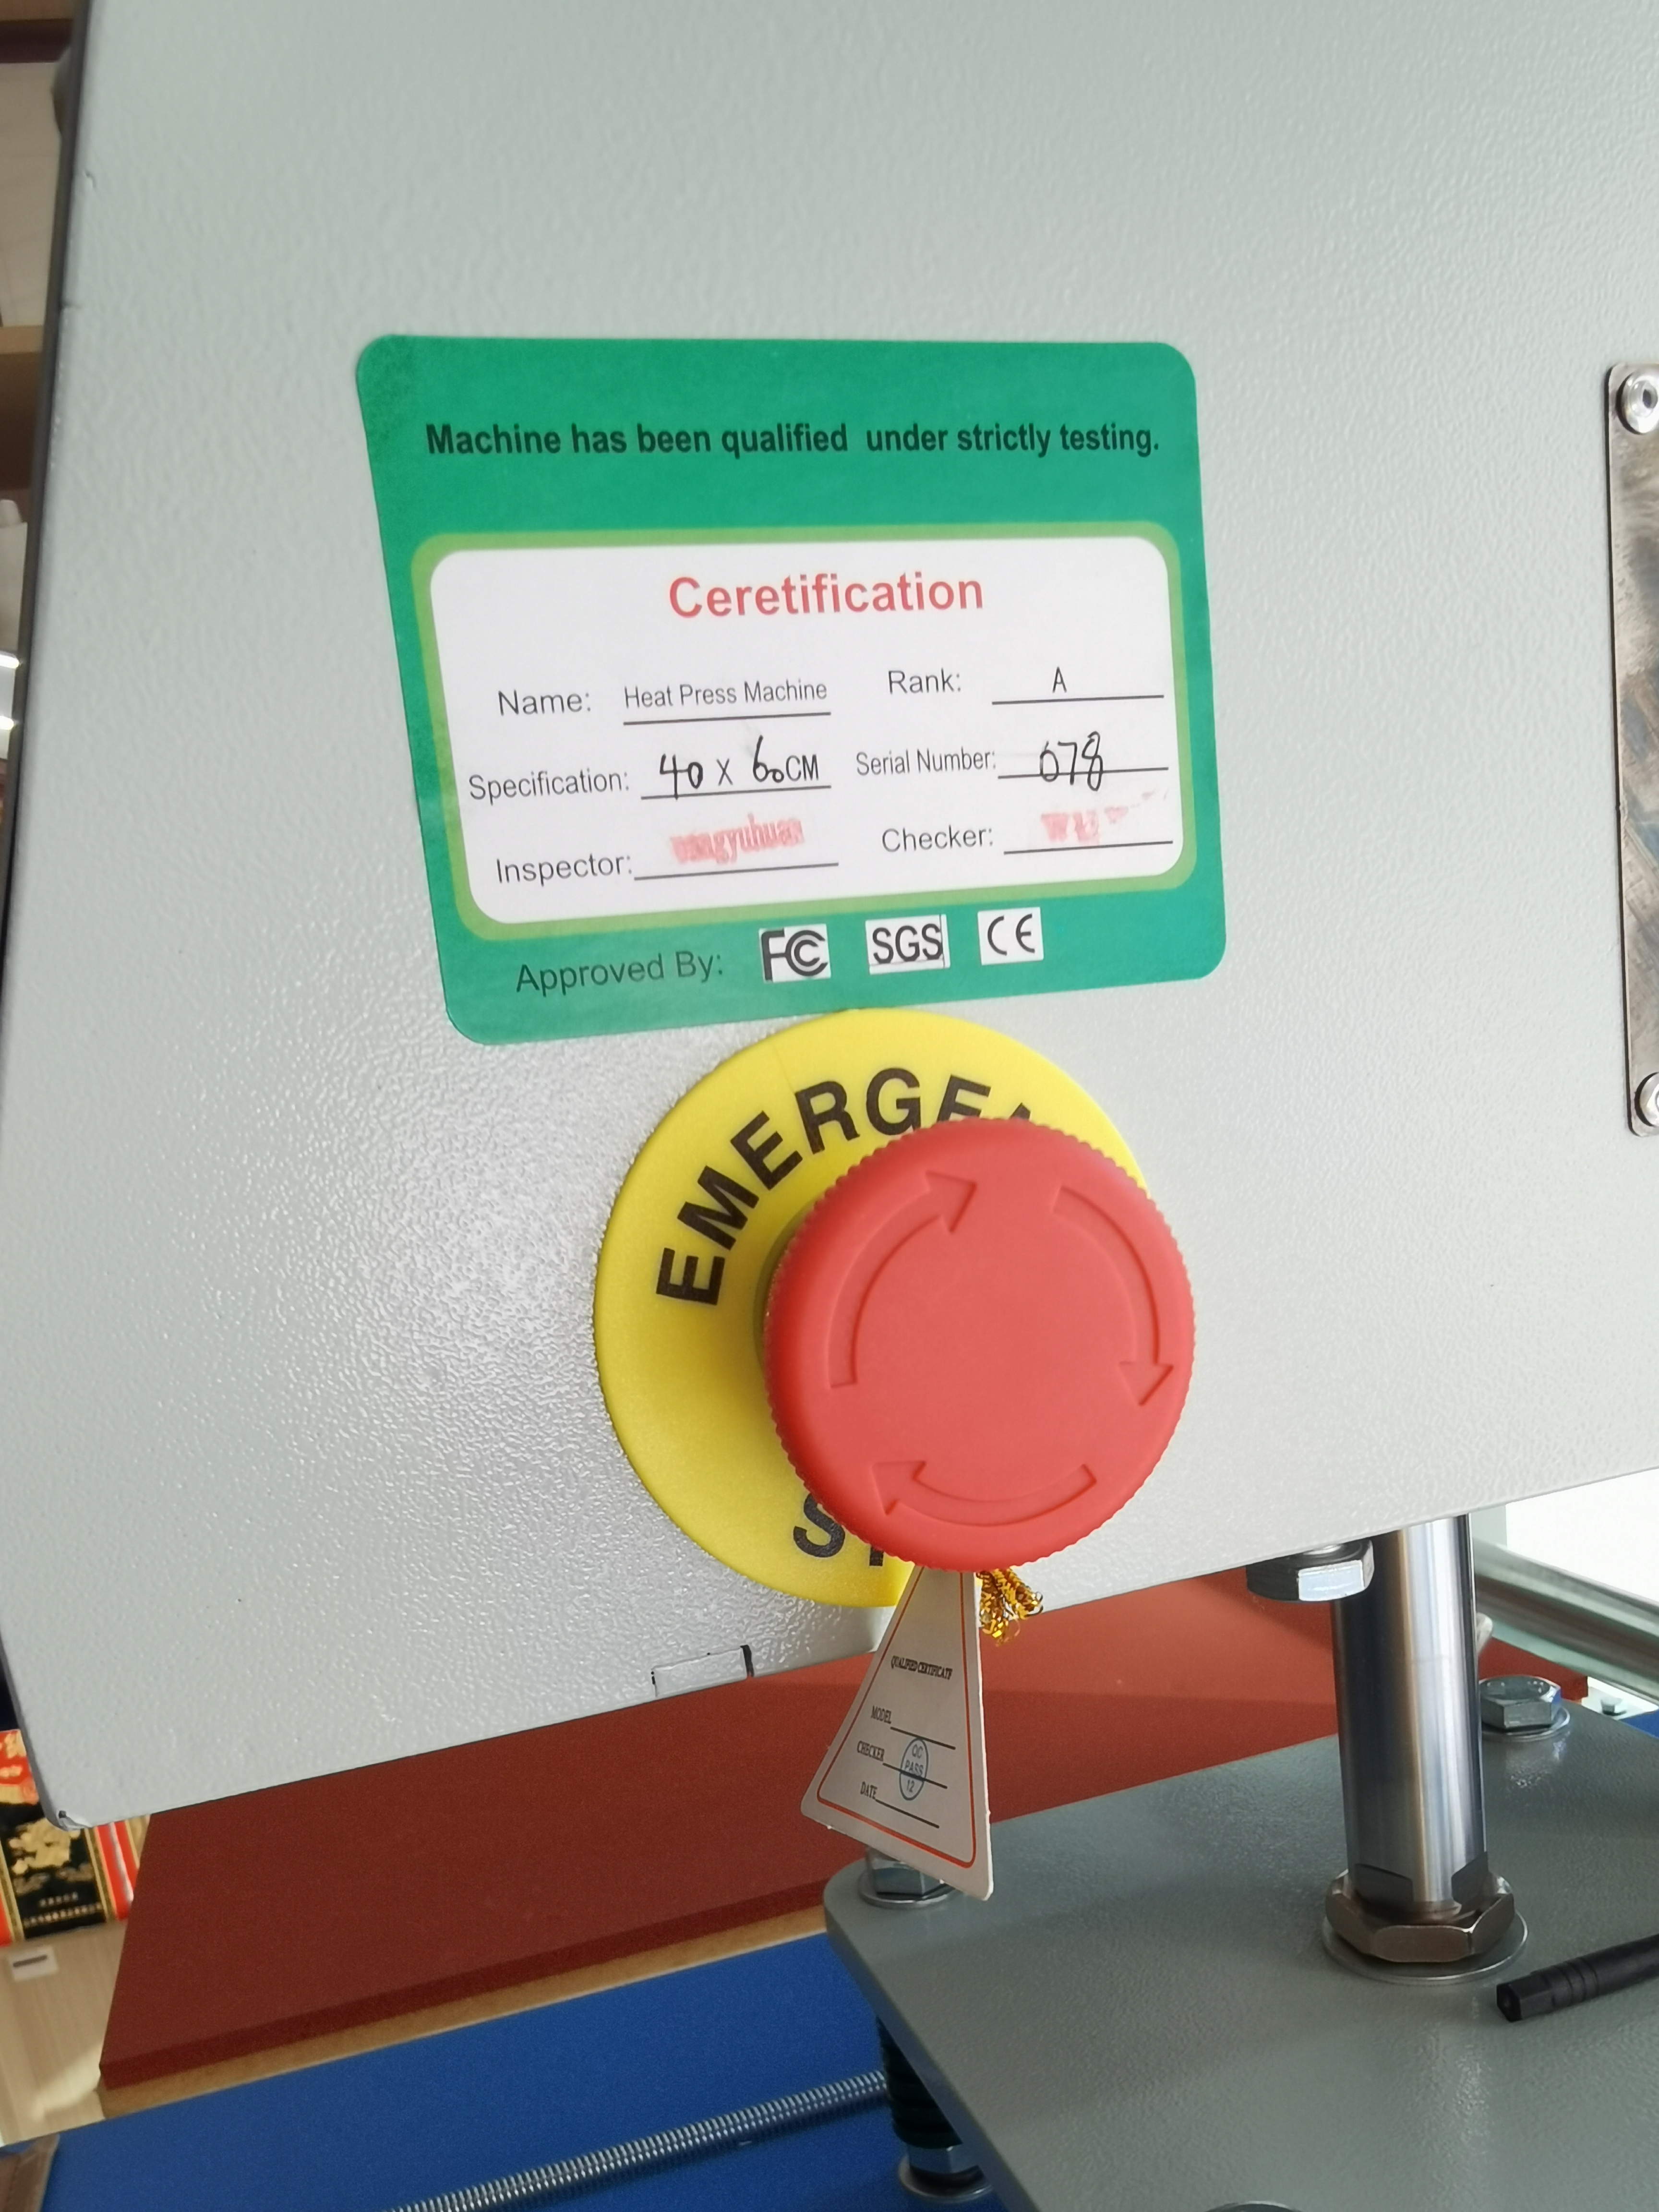 Machine has been qualified under strictly testing.
Ceretification
Name: Heat Press Machine Rank: A
Specification: 40 X 60CM Serial Number: 078
Inspector: Checker:
Approved By: FC SGS CE
EMERGE
S
QUALIFIED CERTIFICATE
MODEL
CHECKER
QC
PASS
12
DATE